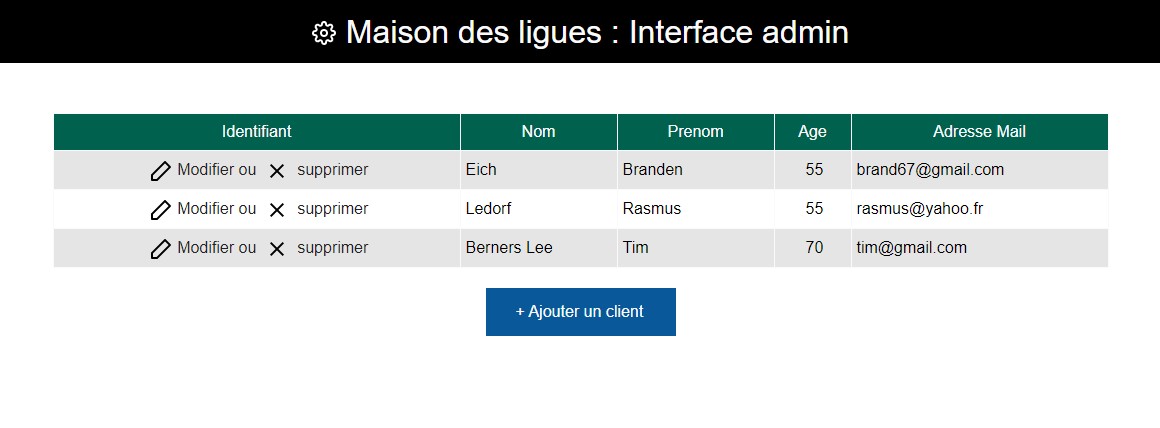 Maison des ligues : Interface admin
Identifiant Nom Prenom Age Adresse Mail
Modifier ou supprimer Eich Branden 55 brand67@gmail.com
Modifier ou supprimer Ledorf Rasmus 55 rasmus@yahoo.fr
Modifier ou supprimer Berners Lee Tim 70 tim@gmail.com
+ Ajouter un client